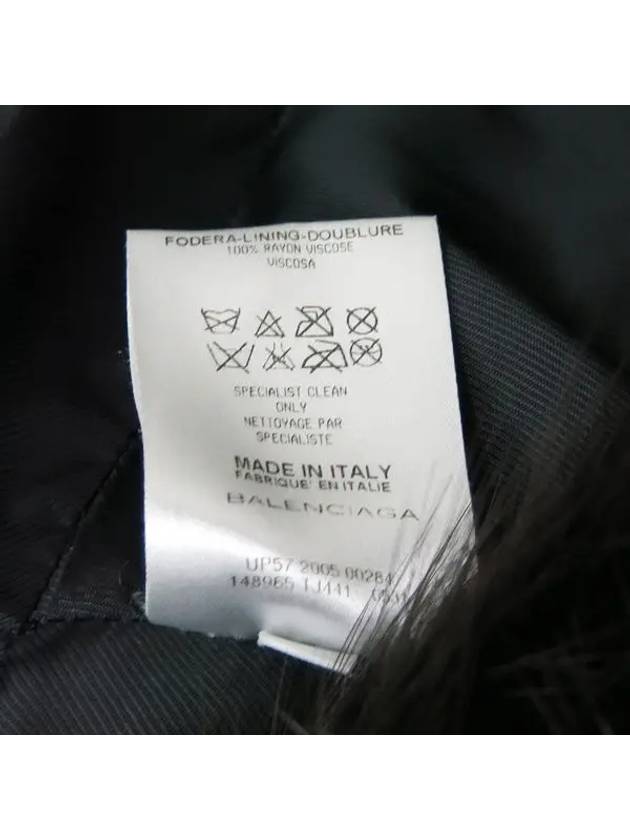 FODERA-LINING-DOUBLURE
100% RAYON VISCOSE
VISCOSA
SPECIALIST CLEAN
ONLY
NETTOYAGE PAR
SPECIALISTE
MADE IN ITALY
FABRIQUE' EN ITALIE
BALENCIAGA
UP57 2005 00284
148965 TJ441